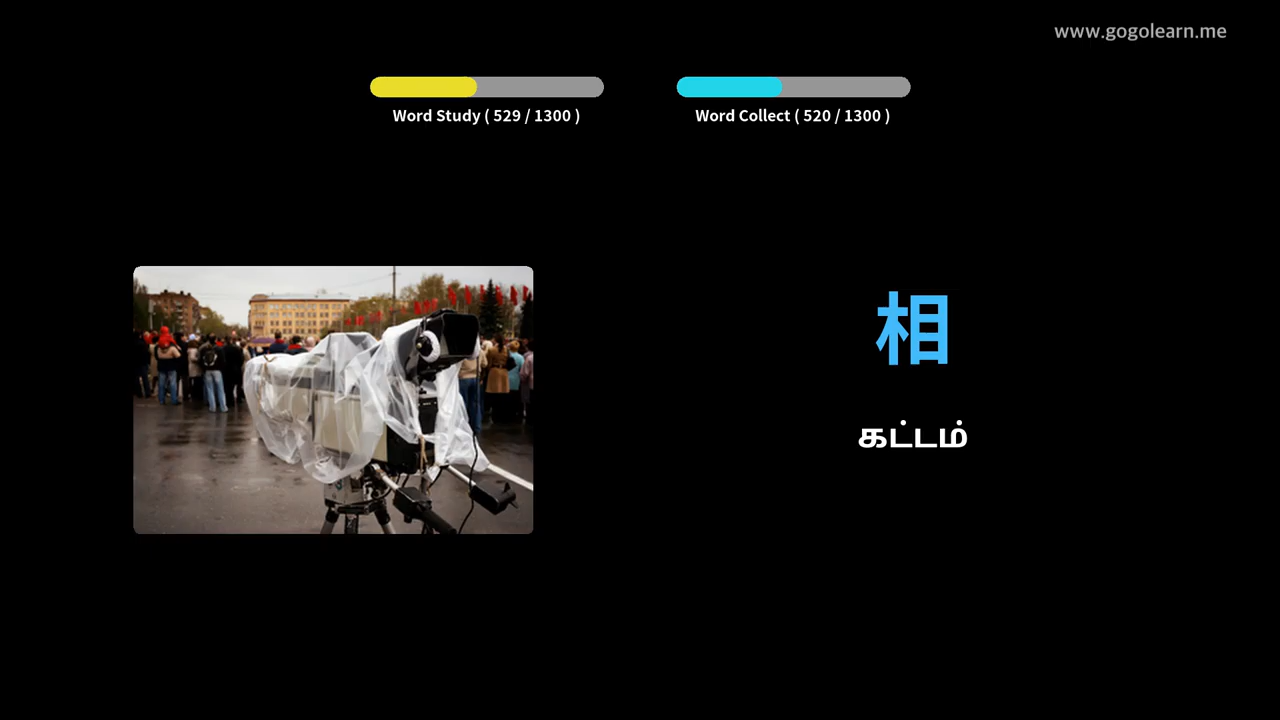 www.gogolearn.me
Word Study ( 529 / 1300 )
Word Collect ( 520 / 1300 )
相
கட்டம்